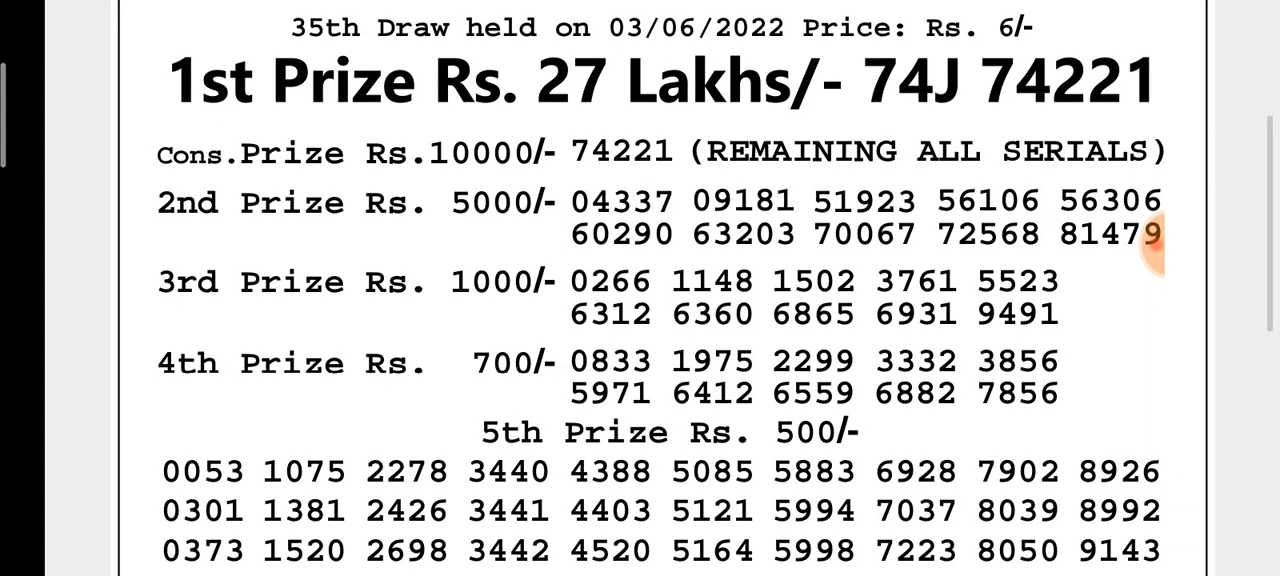 35th Draw held on 03/06/2022 Price: Rs. 6/-
1st Prize Rs. 27 Lakhs/- 74J 74221
Cons.Prize Rs.10000/- 74221 (REMAINING ALL SERIALS)
2nd Prize Rs. 5000/- 04337 09181 51923 56106 56306
60290 63203 70067 72568 81479
3rd Prize Rs. 1000/- 0266 1148 1502 3761 5523
6312 6360 6865 6931 9491
4th Prize Rs. 700/- 0833 1975 2299 3332 3856
5971 6412 6559 6882 7856
5th Prize Rs. 500/-
0053 1075 2278 3440 4388 5085 5883 6928 7902 8926
0301 1381 2426 3441 4403 5121 5994 7037 8039 8992
0373 1520 2698 3442 4520 5164 5998 7223 8050 9143